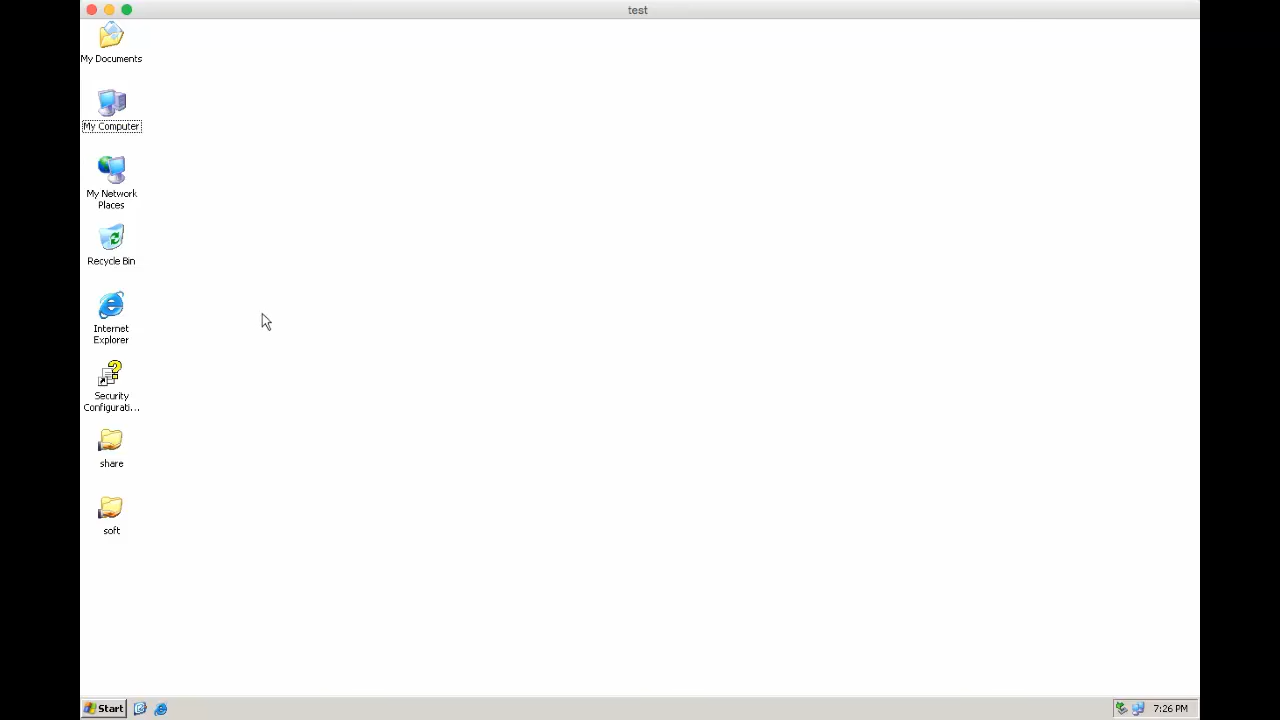 test
My Documents
My Computer
My Network
Places
Recycle Bin
Internet
Explorer
Security
Configurati...
share
soft
Start
7:26 PM